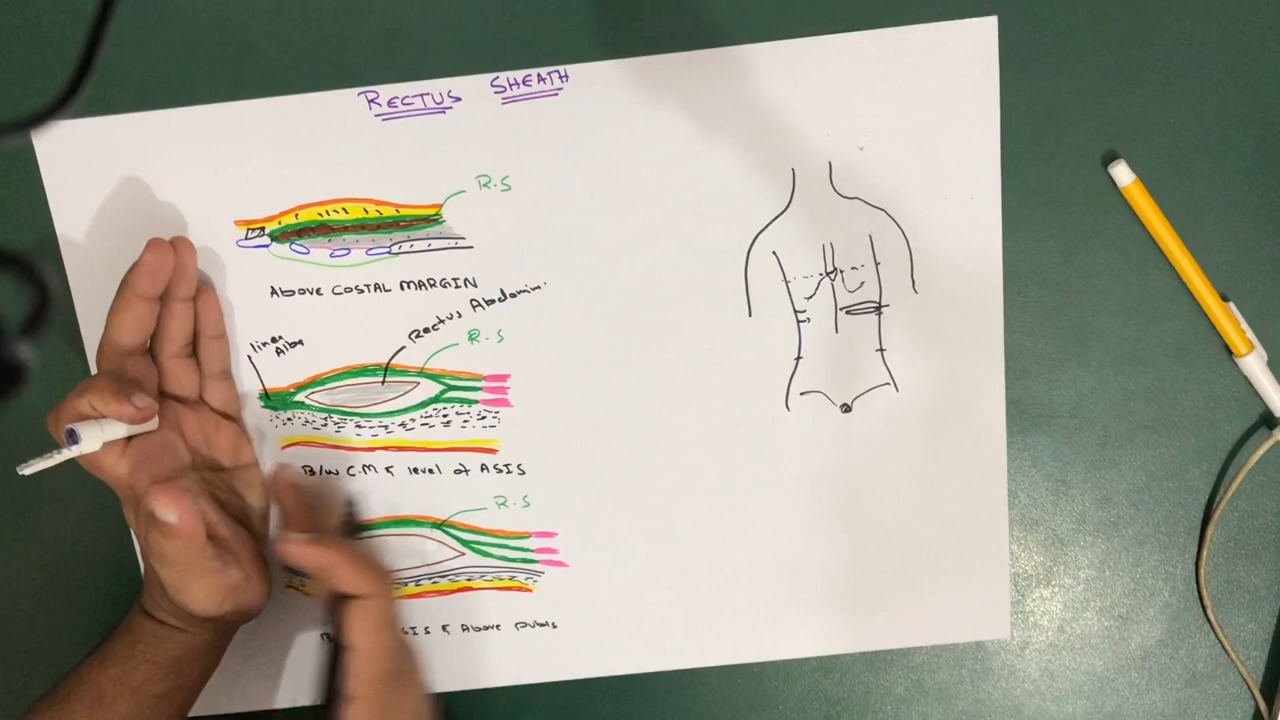 RECTUS SHEATH
R.S
ABOVE COSTAL MARGIN
Rectus Abdomin.
linea
Alba
R.S
B/W C.M & level of ASIS
R.S
& Above pubis